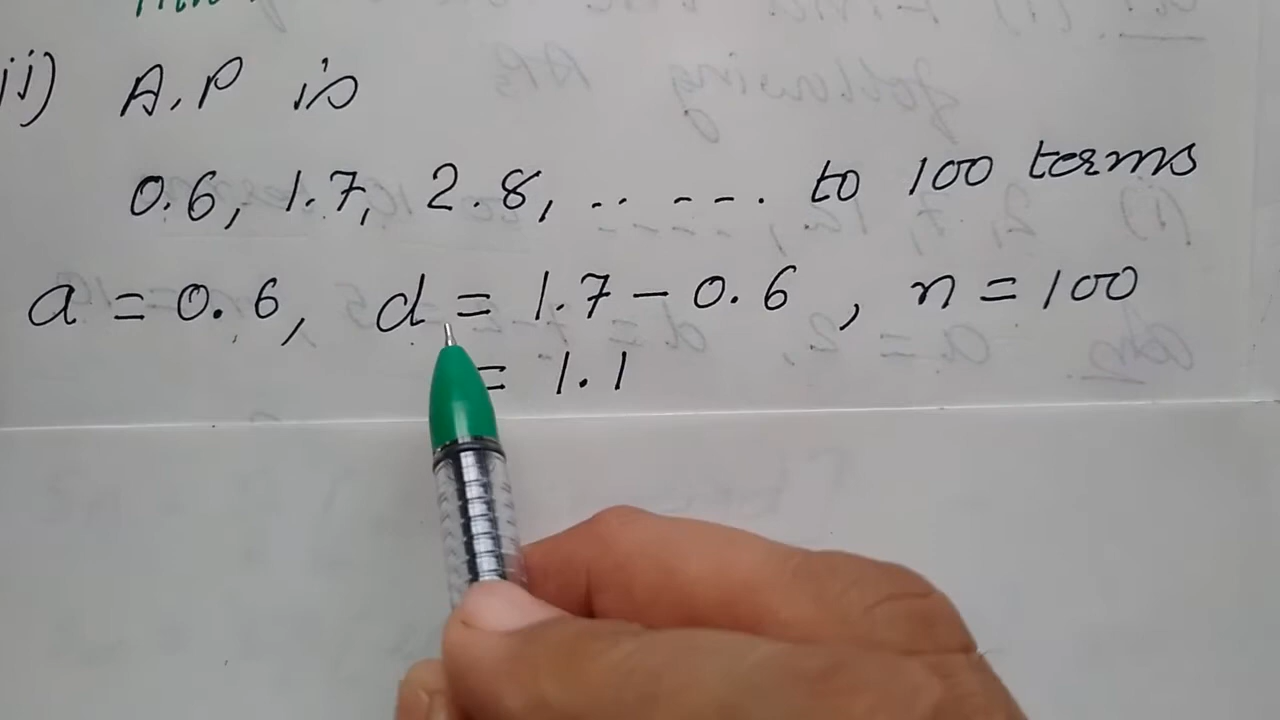 ii) A.P is
0.6, 1.7, 2.8, ....... to 100 terms
a = 0.6, d = 1.7 - 0.6, n = 100
= 1.1